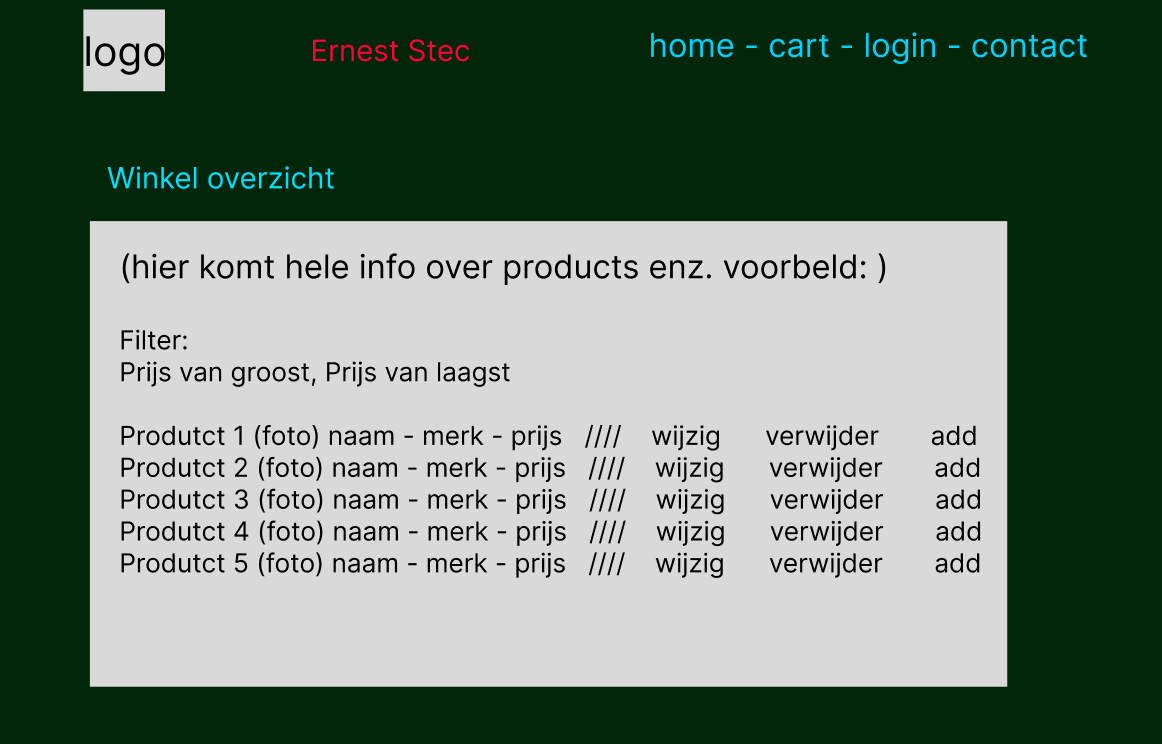 logo
Ernest Stec
home - cart - login - contact
Winkel overzicht
(hier komt hele info over products enz. voorbeld: )
Filter:
Prijs van groost, Prijs van laagst
Produtct 1 (foto) naam - merk - prijs //// wijzig verwijder add
Produtct 2 (foto) naam - merk - prijs //// wijzig verwijder add
Produtct 3 (foto) naam - merk - prijs //// wijzig verwijder add
Produtct 4 (foto) naam - merk - prijs //// wijzig verwijder add
Produtct 5 (foto) naam - merk - prijs //// wijzig verwijder add